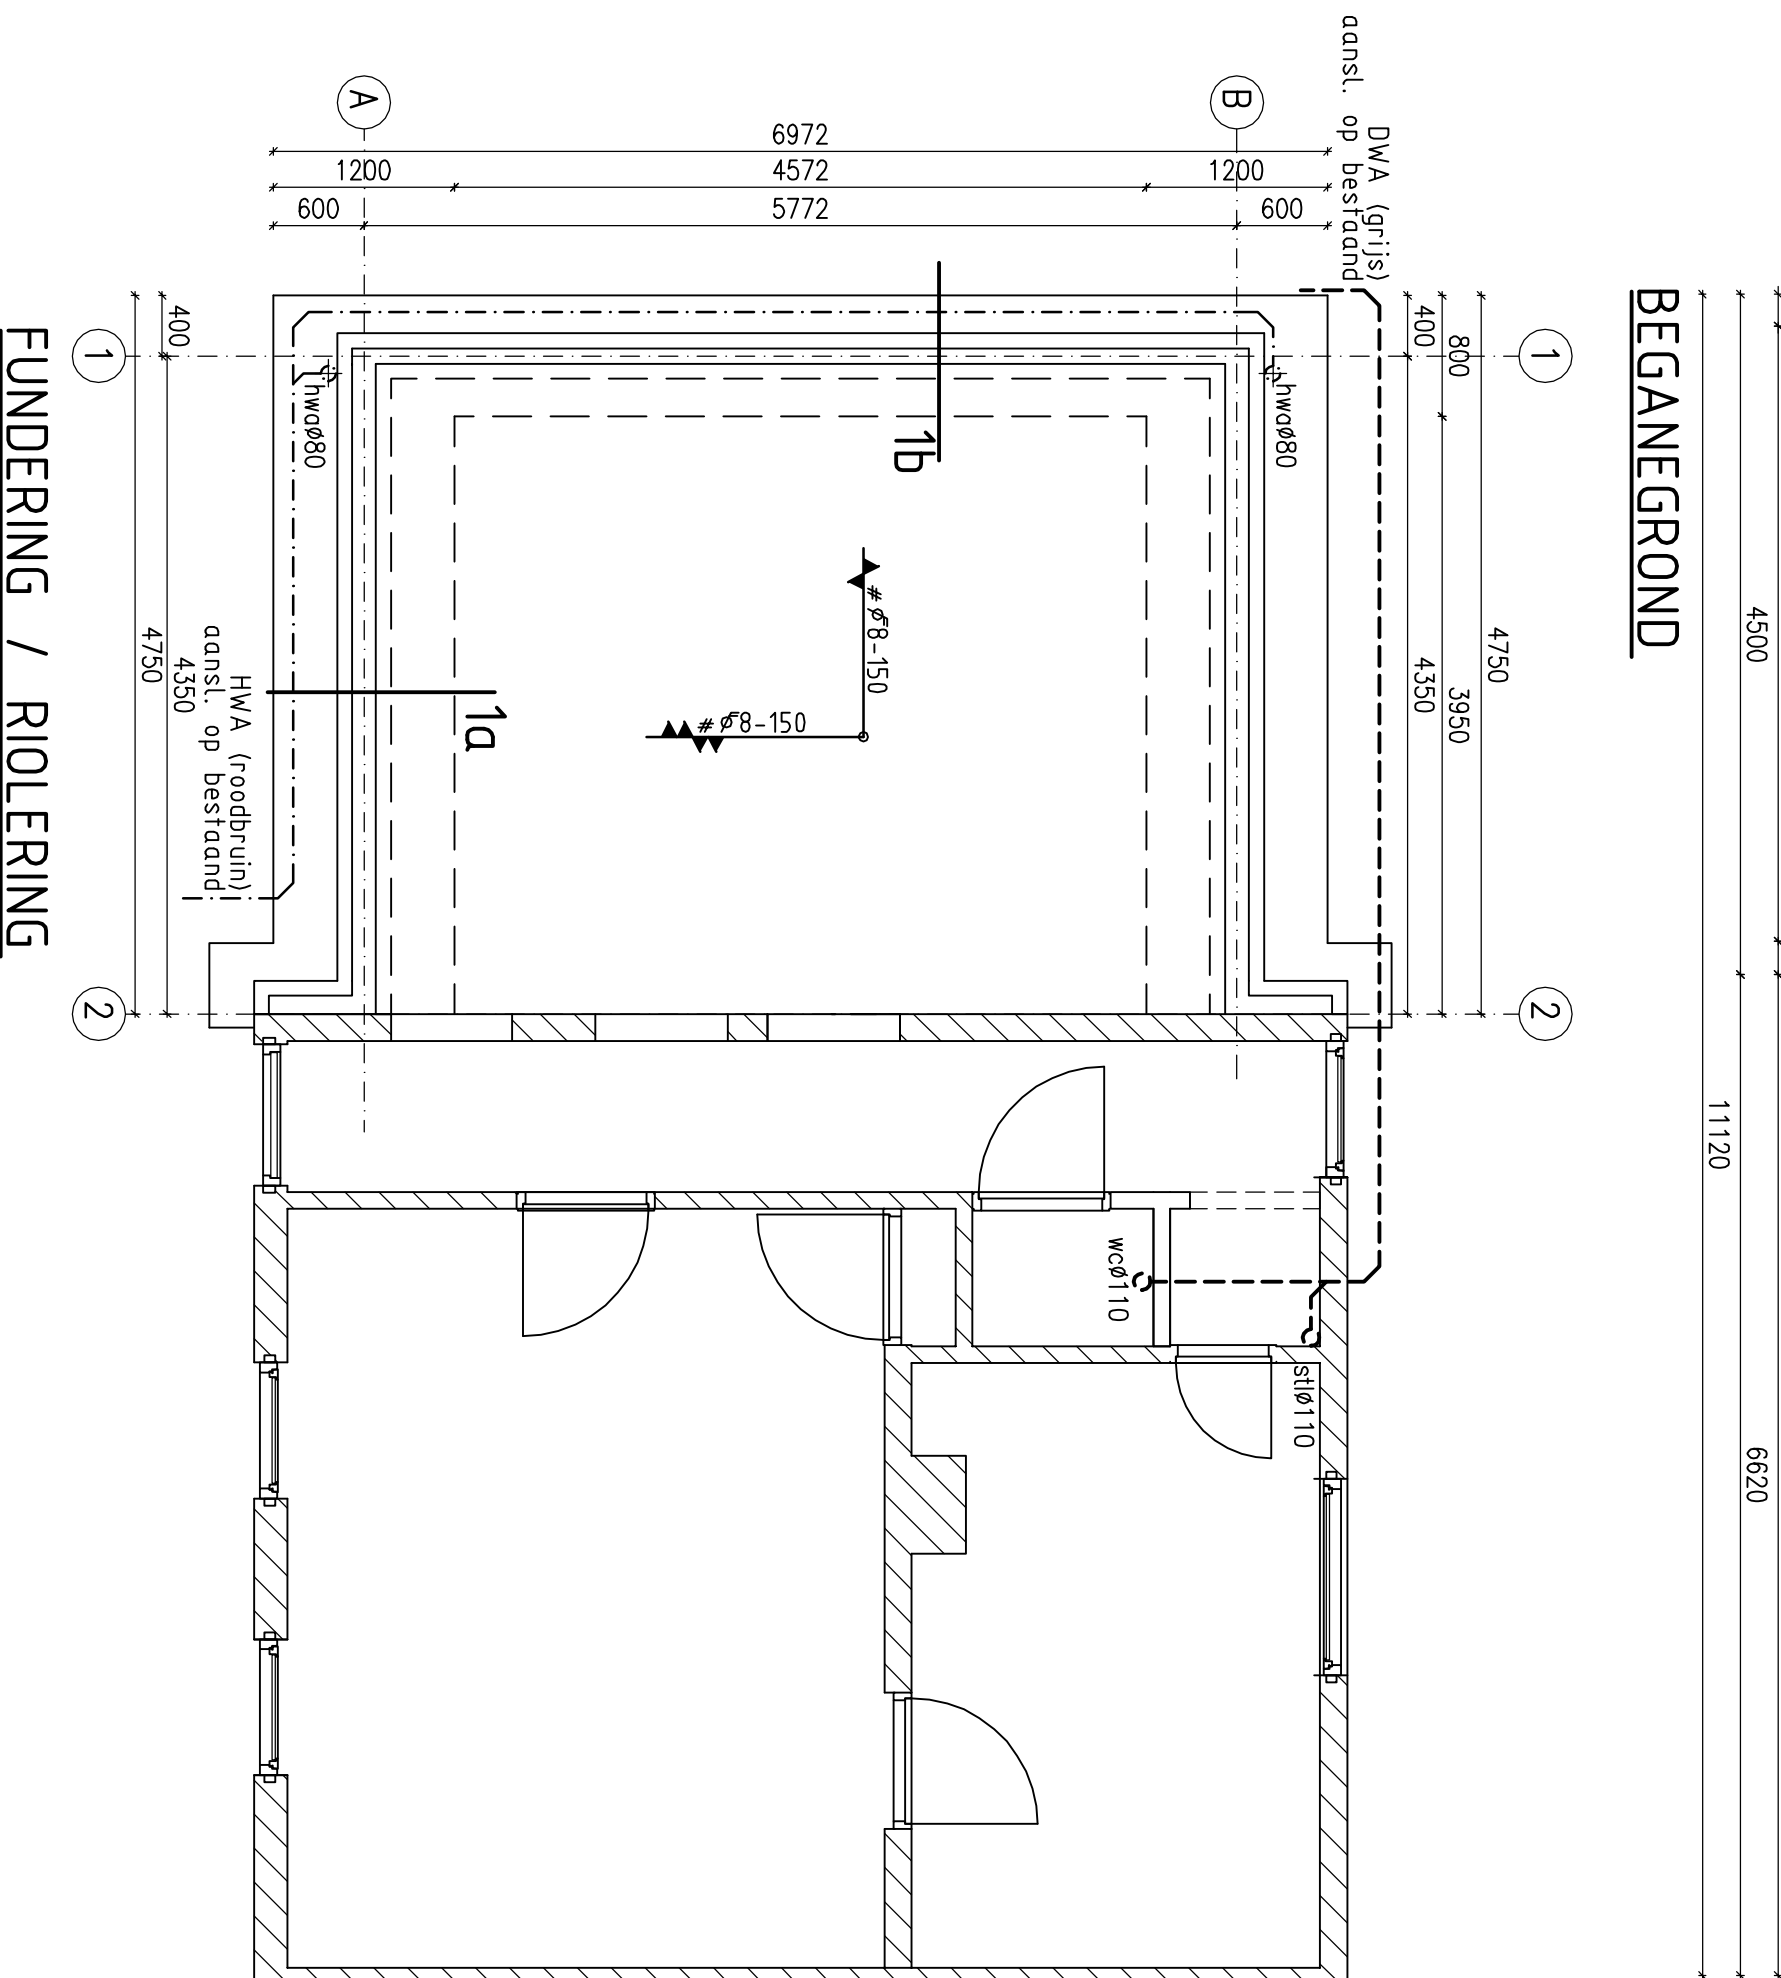 BEGANEGROND
4500
6620
11120
DWA (grijs)
aansl. op bestaand
A
B
6972
1200
4572
1200
600
5772
600
4750
800
3950
400
4350
1
2
hwaø80
hwaø80
1b
1a
# ø8-150
# ø8-150
wcø110
stlø110
HWA (roodbruin)
aansl. op bestaand
400
4350
4750
1
2
FUNDERING / RIOLERING